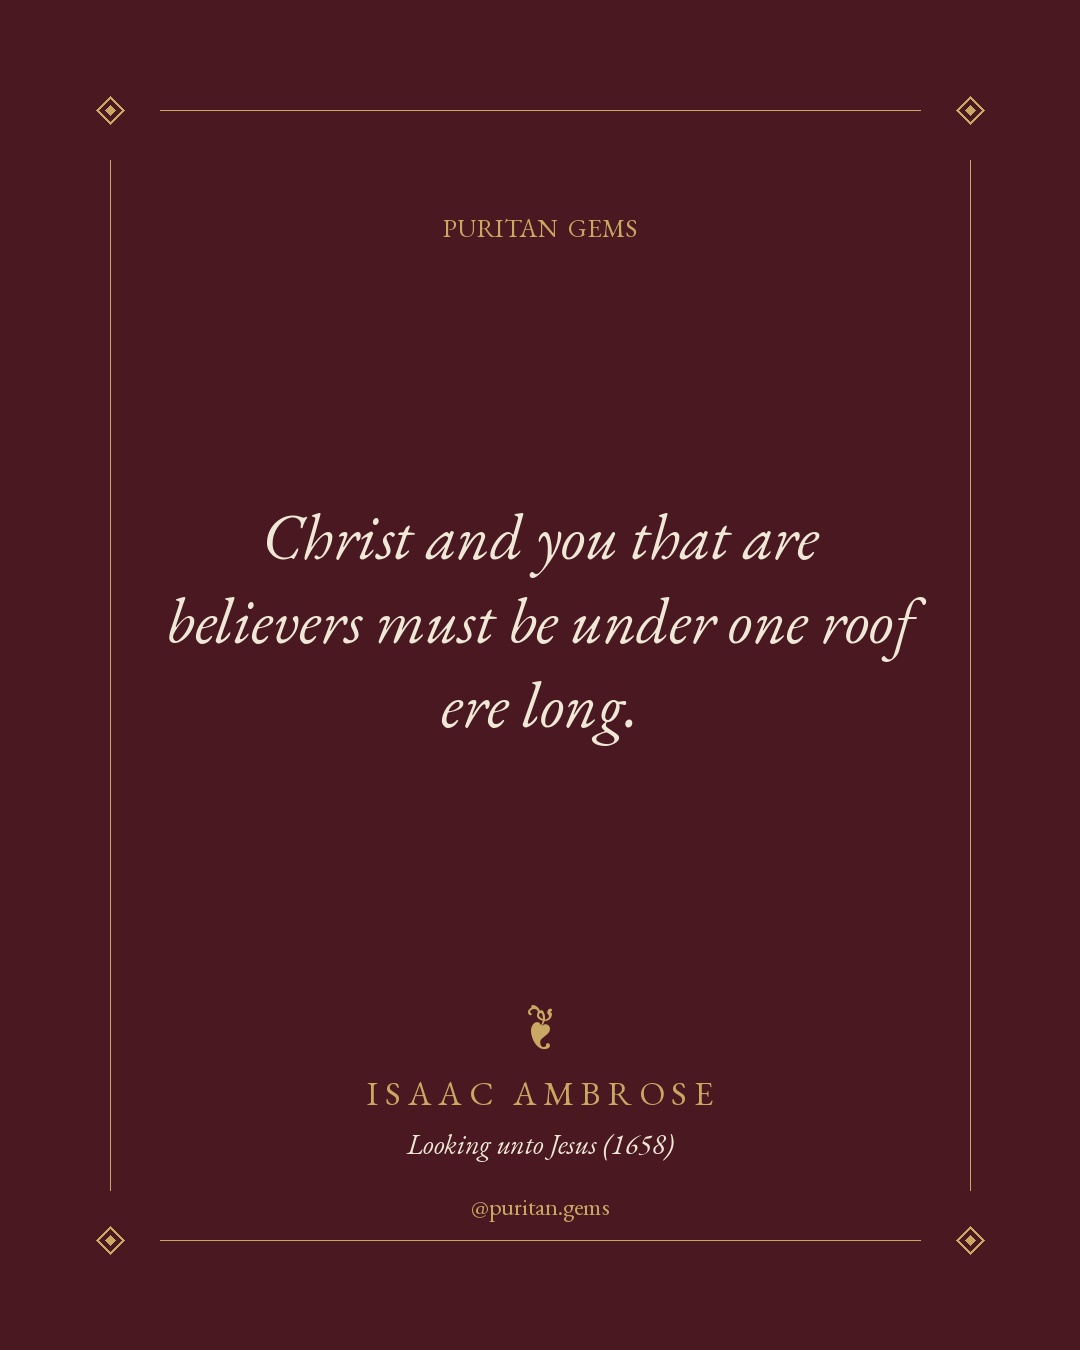 PURITAN GEMS
Christ and you that are
believers must be under one roof
ere long.
ISAAC AMBROSE
Looking unto Jesus (1658)
@puritan.gems